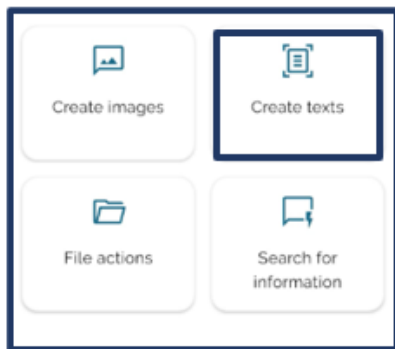 Create images
Create texts
File actions
Search for
information